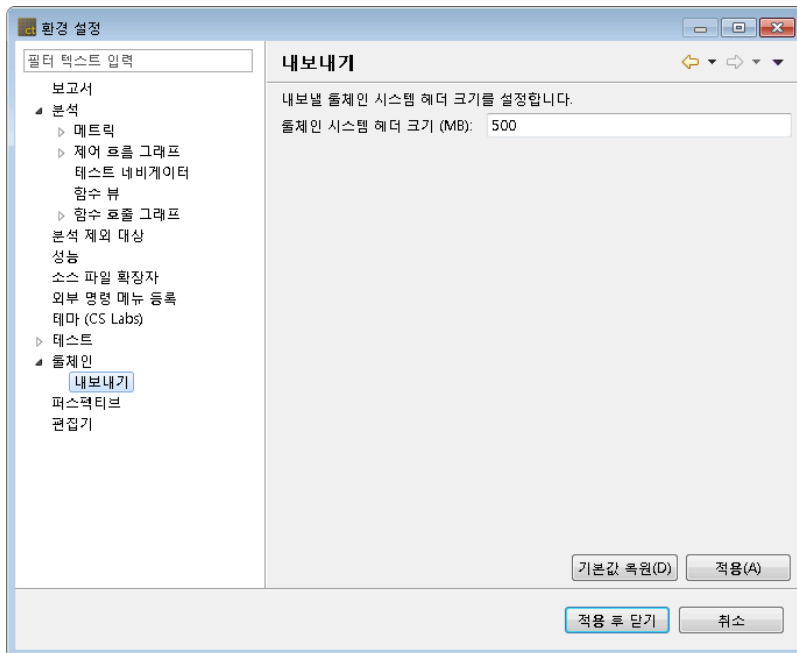 ct 환경 설정
필터 텍스트 입력
보고서
분석
메트릭
제어 흐름 그래프
테스트 네비게이터
함수 뷰
함수 호출 그래프
분석 제외 대상
성능
소스 파일 확장자
외부 명령 메뉴 등록
테마 (CS Labs)
테스트
툴체인
내보내기
퍼스펙티브
편집기
내보내기
내보낼 툴체인 시스템 헤더 크기를 설정합니다.
툴체인 시스템 헤더 크기 (MB): 500
기본값 복원(D) 적용(A)
적용 후 닫기 취소